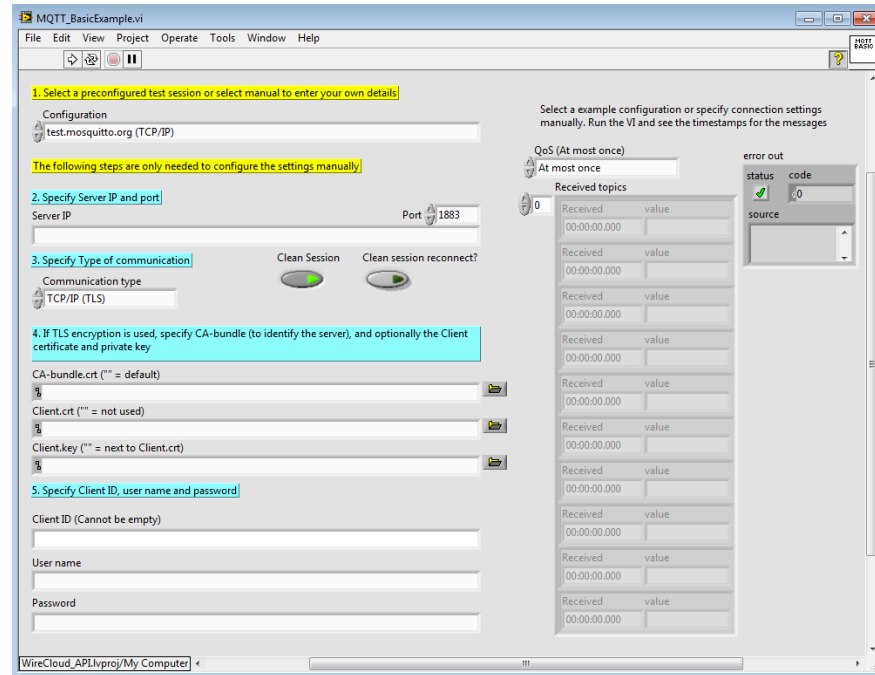 MQTT_BasicExample.vi
File Edit View Project Operate Tools Window Help
MQTT
BASIC
1. Select a preconfigured test session or select manual to enter your own details
Configuration
test.mosquitto.org (TCP/IP)
The following steps are only needed to configure the settings manually
2. Specify Server IP and port
Server IP
Port 1883
3. Specify Type of communication
Clean Session
Clean session reconnect?
Communication type
TCP/IP (TLS)
4. If TLS encryption is used, specify CA-bundle (to identify the server), and optionally the Client
certificate and private key
CA-bundle.crt ("" = default)
Client.crt ("" = not used)
Client.key ("" = next to Client.crt)
5. Specify Client ID, user name and password
Client ID (Cannot be empty)
User name
Password
Select a example configuration or specify connection settings
manually. Run the VI and see the timestamps for the messages
QoS (At most once)
At most once
Received topics
0
Received value
00:00:00.000
Received value
00:00:00.000
Received value
00:00:00.000
Received value
00:00:00.000
Received value
00:00:00.000
Received value
00:00:00.000
Received value
00:00:00.000
Received value
00:00:00.000
Received value
00:00:00.000
Received value
00:00:00.000
error out
status code
0
source
WireCloud_API.lvproj/My Computer